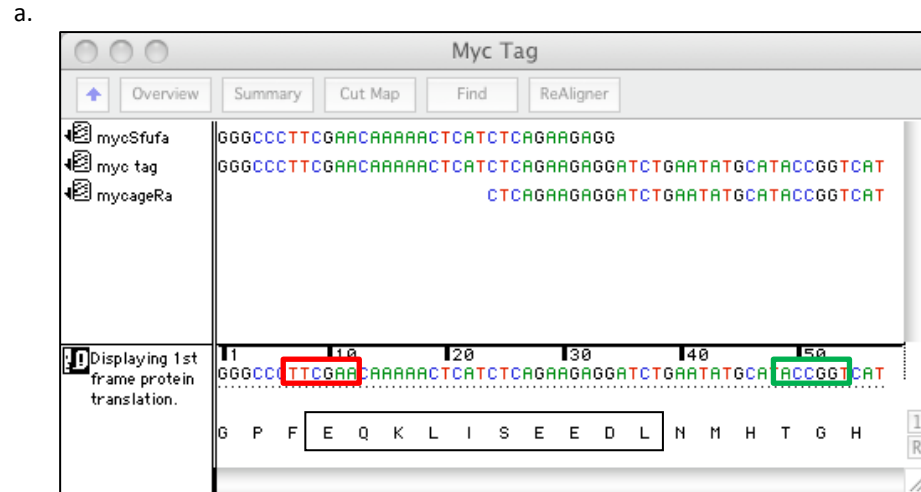 a.
Myc Tag
Overview Summary Cut Map Find ReAligner
mycSfufa GGGCCCTTCGAACAAAAACTCATCTCAGAAGAGG
myc tag GGGCCCTTCGAACAAAAACTCATCTCAGAAGAGGATCTGAATATGCATACCGGTCAT
mycageRa CTCAGAAGAGGATCTGAATATGCATACCGGTCAT
Displaying 1st
frame protein
translation.
1 10 20 30 40 50
GGGCCCTTCGAACAAAAACTCATCTCAGAAGAGGATCTGAATATGCATACCGGTCAT
G P F E Q K L I S E E D L N M H T G H
1
R